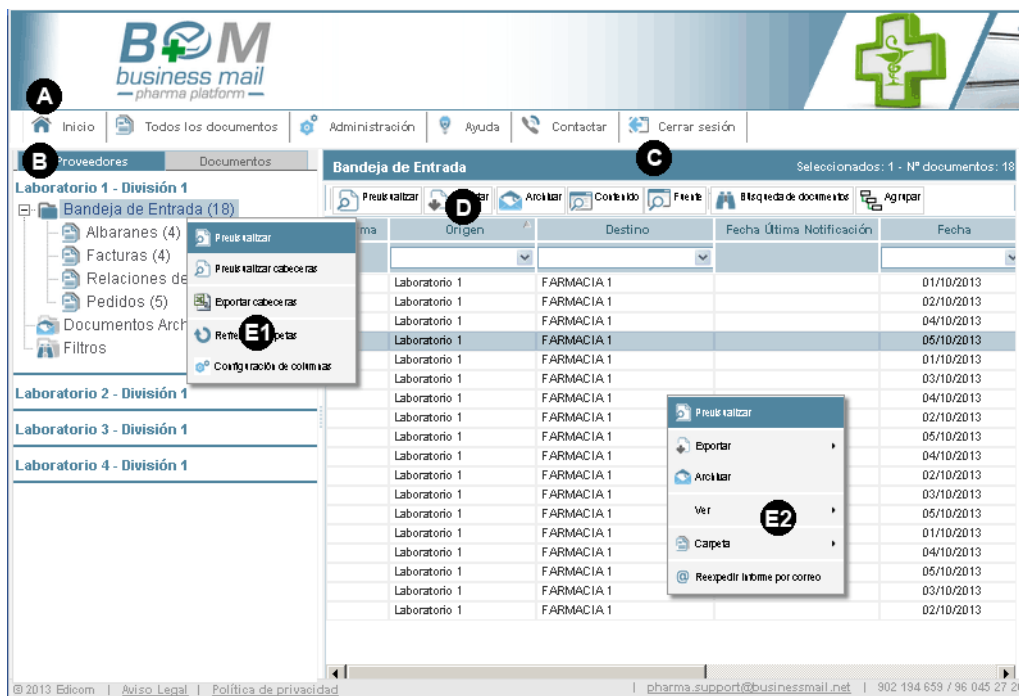 B M
business mail
pharma platform
A
Inicio Todos los documentos Administración Ayuda Contactar Cerrar sesión
B Proveedores Documentos
Bandeja de Entrada C Seleccionados: 1 - Nº documentos: 18
Laboratorio 1 - División 1
Previsualizar D Archivar Contenido Fuente Búsqueda de documentos Agrupar
Bandeja de Entrada (18)
Origen Destino Fecha Última Notificación Fecha
Albaranes (4)
Facturas (4)
Relaciones de
Pedidos (5)
Documentos Arch
Filtros
Previsualizar
Previsualizar cabeceras
Exportar cabeceras
E1
Configuración de columnas
Laboratorio 2 - División 1
Laboratorio 3 - División 1
Laboratorio 4 - División 1
Laboratorio 1 FARMACIA 1 01/10/2013
Laboratorio 1 FARMACIA 1 02/10/2013
Laboratorio 1 FARMACIA 1 04/10/2013
Laboratorio 1 FARMACIA 1 05/10/2013
Laboratorio 1 FARMACIA 1 01/10/2013
Laboratorio 1 FARMACIA 1 03/10/2013
Laboratorio 1 FARMACIA 1 04/10/2013
Laboratorio 1 FARMACIA 1 02/10/2013
Laboratorio 1 FARMACIA 1 05/10/2013
Laboratorio 1 FARMACIA 1 04/10/2013
Laboratorio 1 FARMACIA 1 02/10/2013
Laboratorio 1 FARMACIA 1 03/10/2013
Laboratorio 1 FARMACIA 1 05/10/2013
Laboratorio 1 FARMACIA 1 01/10/2013
Laboratorio 1 FARMACIA 1 04/10/2013
Laboratorio 1 FARMACIA 1 05/10/2013
Laboratorio 1 FARMACIA 1 03/10/2013
Laboratorio 1 FARMACIA 1 02/10/2013
Previsualizar
Exportar
Archivar
Ver
E2
Carpeta
Reexpedir informe por correo
© 2013 Edicom | Aviso Legal | Política de privacidad | pharma.support@businessmail.net | 902 194 659 / 96 045 27 2